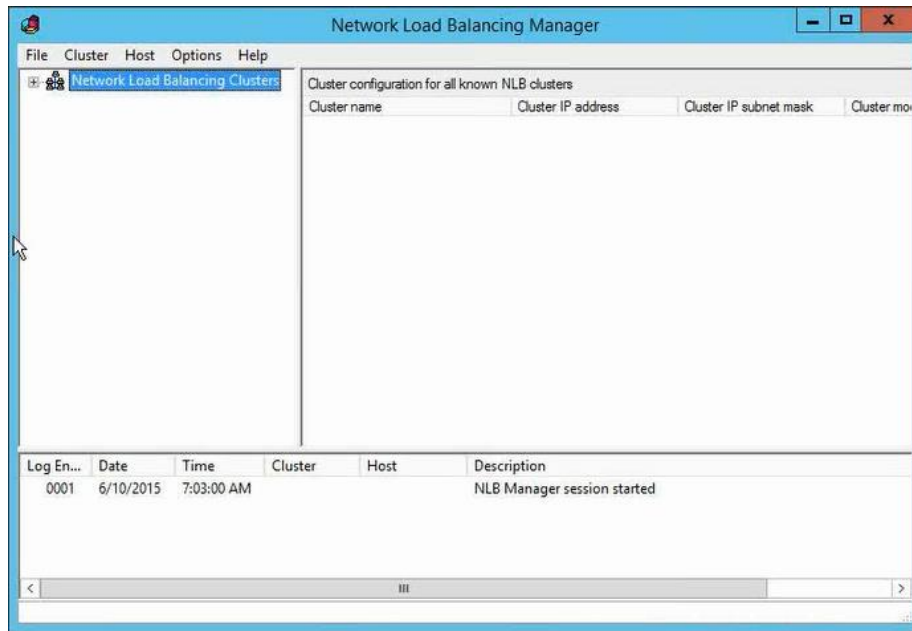 Network Load Balancing Manager
File Cluster Host Options Help
Network Load Balancing Clusters
Cluster configuration for all known NLB clusters
Cluster name Cluster IP address Cluster IP subnet mask Cluster mo
Log En... Date Time Cluster Host Description
0001 6/10/2015 7:03:00 AM NLB Manager session started